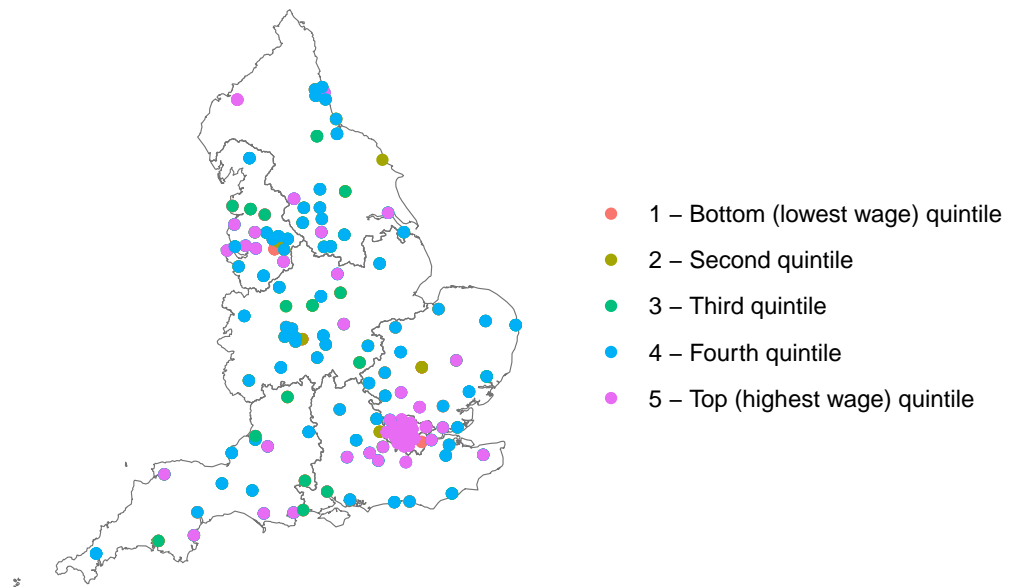 1 – Bottom (lowest wage) quintile
2 – Second quintile
3 – Third quintile
4 – Fourth quintile
5 – Top (highest wage) quintile